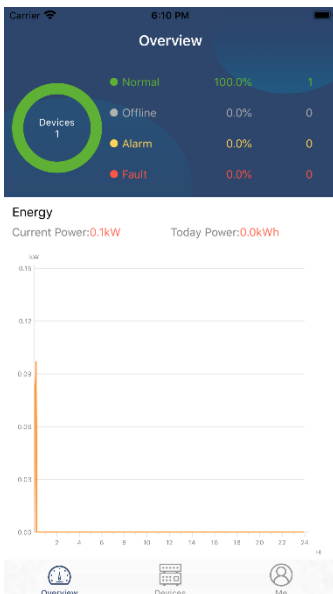 Carrier 6:10 PM
Overview
Normal 100.0% 1
Devices
1
Offline 0.0% 0
Alarm 0.0% 0
Fault 0.0% 0
Energy
Current Power:0.1kW Today Power:0.0kWh
kW
0.15
0.12
0.09
0.06
0.03
0.00
2 4 6 8 10 12 14 16 18 20 22 24
H
Overview Devices Me